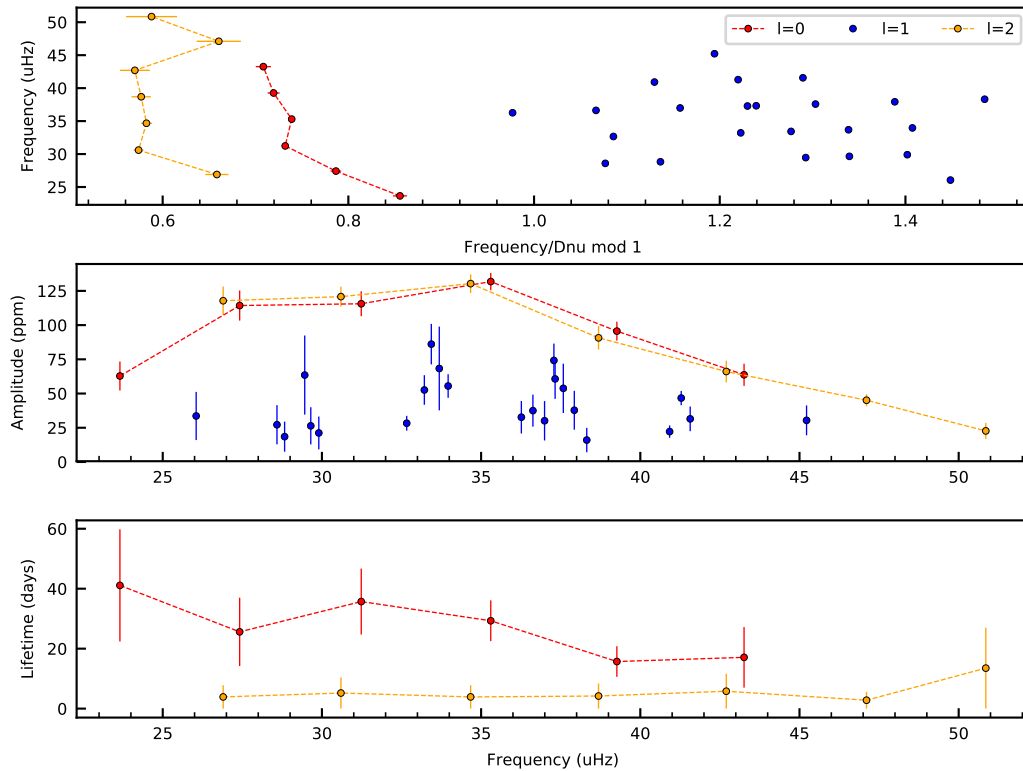 l=0 l=1 l=2
Frequency (uHz)
50
45
40
35
30
25
0.6 0.8 1.0 1.2 1.4
Frequency/Dnu mod 1
Amplitude (ppm)
125
100
75
50
25
0
25 30 35 40 45 50
Lifetime (days)
60
40
20
0
25 30 35 40 45 50
Frequency (uHz)